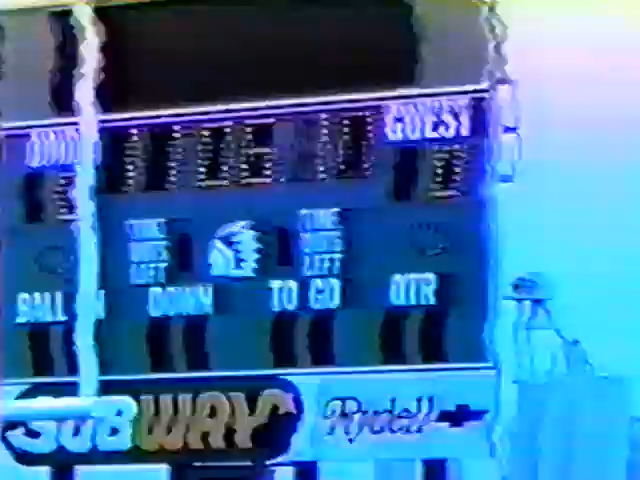 GUEST
TIME OUTS LEFT
TIME OUTS LEFT
BALL ON DOWN TO GO QTR
SUBWAY Rydell